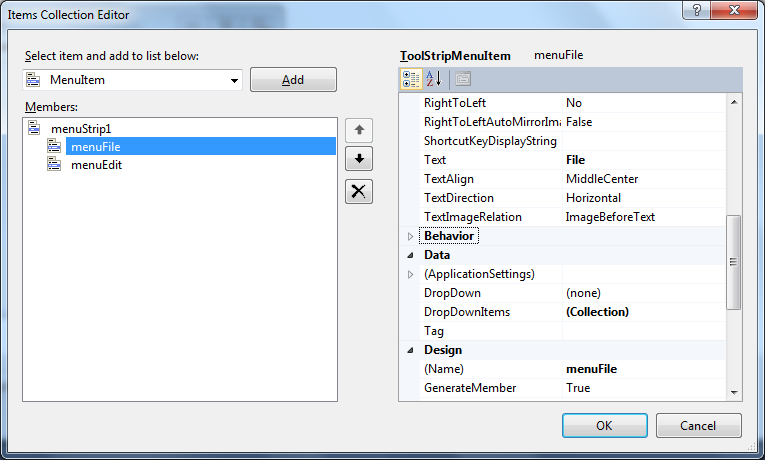 Items Collection Editor
Select item and add to list below:
MenuItem
Add
Members:
menuStrip1
menuFile
menuEdit
ToolStripMenuItem menuFile
RightToLeft No
RightToLeftAutoMirrorIma False
ShortcutKeyDisplayString
Text File
TextAlign MiddleCenter
TextDirection Horizontal
TextImageRelation ImageBeforeText
Behavior
Data
(ApplicationSettings)
DropDown (none)
DropDownItems (Collection)
Tag
Design
(Name) menuFile
GenerateMember True
OK Cancel